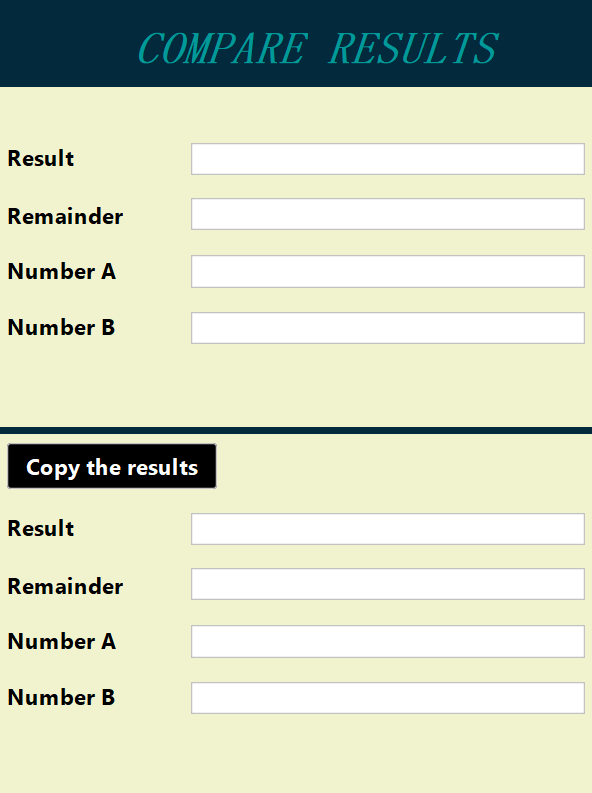 COMPARE RESULTS
Result
Remainder
Number A
Number B
Copy the results
Result
Remainder
Number A
Number B